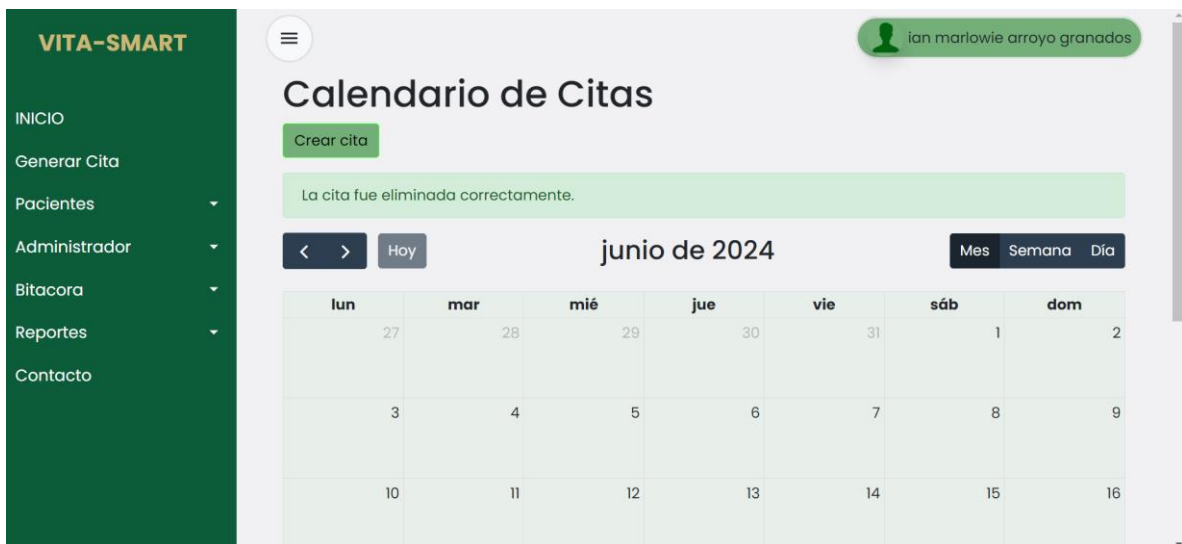 VITA-SMART
INICIO
Generar Cita
Pacientes
Administrador
Bitacora
Reportes
Contacto
ian marlowie arroyo granados
Calendario de Citas
Crear cita
La cita fue eliminada correctamente.
Hoy
junio de 2024
Mes Semana Día
lun mar mié jue vie sáb dom
27 28 29 30 31 1 2
3 4 5 6 7 8 9
10 11 12 13 14 15 16